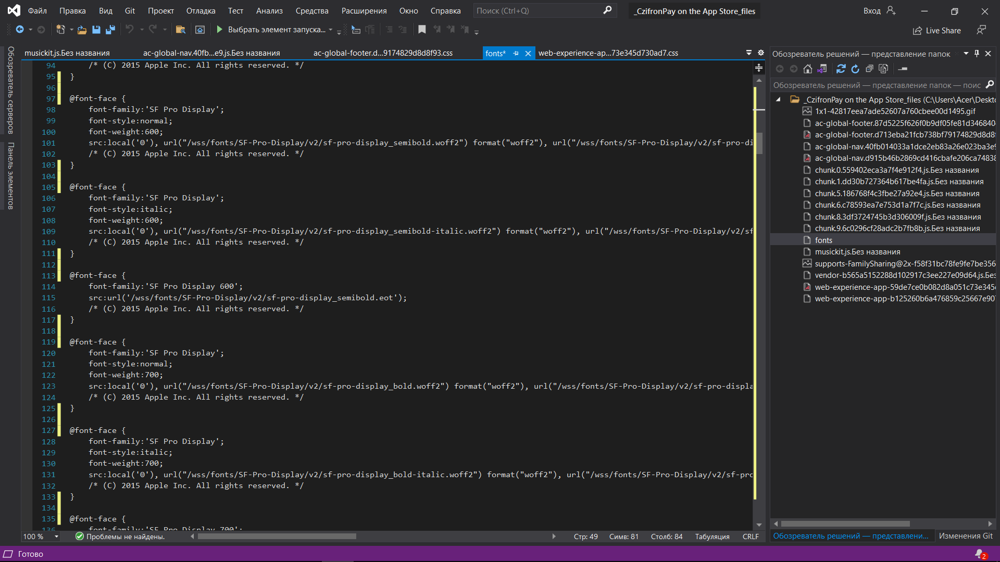 Файл Правка Вид Git Проект Отладка Тест Анализ Средства Расширения Окно Справка Поиск (Ctrl+Q) _CzifronPay on the App Store_files Вход
Выбрать элемент запуска... Live Share
Обозреватель серверов
Панель элементов
musickit.js.Без названия ac-global-nav.40fb...e9.js.Без названия ac-global-footer.d...9174829d8d8f93.css fonts* web-experience-ap...73e345d730ad7.css
94 /* (C) 2015 Apple Inc. All rights reserved. */
95 }
96
97 @font-face {
98 font-family:'SF Pro Display';
99 font-style:normal;
100 font-weight:600;
101 src:local('☺'), url("/wss/fonts/SF-Pro-Display/v2/sf-pro-display_semibold.woff2") format("woff2"), url("/wss/fonts/SF-Pro-Display/v2/sf-pro-di
102 /* (C) 2015 Apple Inc. All rights reserved. */
103 }
104
105 @font-face {
106 font-family:'SF Pro Display';
107 font-style:italic;
108 font-weight:600;
109 src:local('☺'), url("/wss/fonts/SF-Pro-Display/v2/sf-pro-display_semibold-italic.woff2") format("woff2"), url("/wss/fonts/SF-Pro-Display/v2/sf
110 /* (C) 2015 Apple Inc. All rights reserved. */
111 }
112
113 @font-face {
114 font-family:'SF Pro Display 600';
115 src:url('/wss/fonts/SF-Pro-Display/v2/sf-pro-display_semibold.eot');
116 /* (C) 2015 Apple Inc. All rights reserved. */
117 }
118
119 @font-face {
120 font-family:'SF Pro Display';
121 font-style:normal;
122 font-weight:700;
123 src:local('☺'), url("/wss/fonts/SF-Pro-Display/v2/sf-pro-display_bold.woff2") format("woff2"), url("/wss/fonts/SF-Pro-Display/v2/sf-pro-displa
124 /* (C) 2015 Apple Inc. All rights reserved. */
125 }
126
127 @font-face {
128 font-family:'SF Pro Display';
129 font-style:italic;
130 font-weight:700;
131 src:local('☺'), url("/wss/fonts/SF-Pro-Display/v2/sf-pro-display_bold-italic.woff2") format("woff2"), url("/wss/fonts/SF-Pro-Display/v2/sf-pro
132 /* (C) 2015 Apple Inc. All rights reserved. */
133 }
134
135 @font-face {
136 font-family:'SF Pro Display 700';
100 % Проблемы не найдены. Стр: 49 Симв: 81 Столб: 84 Табуляция CRLF
Обозреватель решений — представление папок
Обозреватель решений — представление папок — поис
_CzifronPay on the App Store_files (C:\Users\Acer\Deskto
1x1-42817eea7ade52607a760cbee00d1495.gif
ac-global-footer.87d5225f626f0b9df05fe81d346840
ac-global-footer.d713eba21fcb738bf79174829d8d8f
ac-global-nav.40fb014033a1dce2eb83a26e023ba3e9
ac-global-nav.d915b46b2869cd416cbafe206ca74838
chunk.0.559402eca3a7f4e912f4.js.Без названия
chunk.1.dd30b727364b617be4fa.js.Без названия
chunk.5.186768f4c3fbe27a92e4.js.Без названия
chunk.6.c78593ea7e753d1a7f7c.js.Без названия
chunk.8.3df3724745b3d306009f.js.Без названия
chunk.9.6c0296cf28adc2b7fb8b.js.Без названия
fonts
musickit.js.Без названия
supports-FamilySharing@2x-f58f31bc78fe9fe7be356
vendor-b565a5152288d102917c3ee227e09d64.js.Без
web-experience-app-59de7ce0b082d8a051c73e345
web-experience-app-b125260b6a476859c25667e907
Обозреватель решений — представлени... Изменения Git
Готово 2